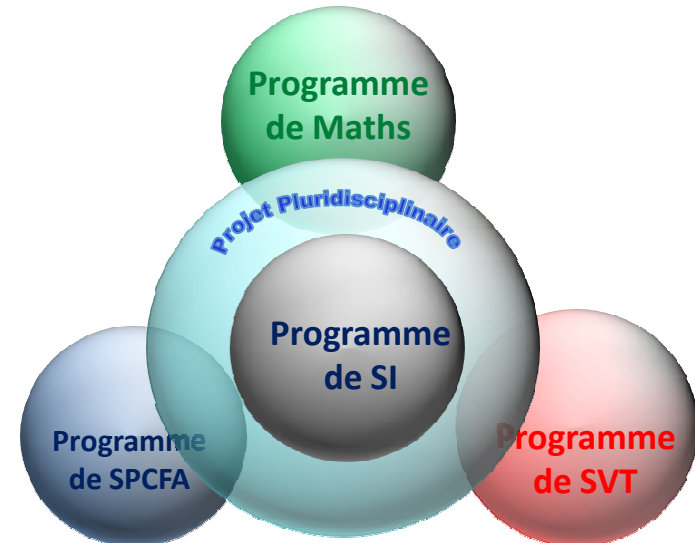 Programme
de Maths
Projet Pluridisciplinaire
Programme
de SI
Programme
de SPCFA
Programme
de SVT